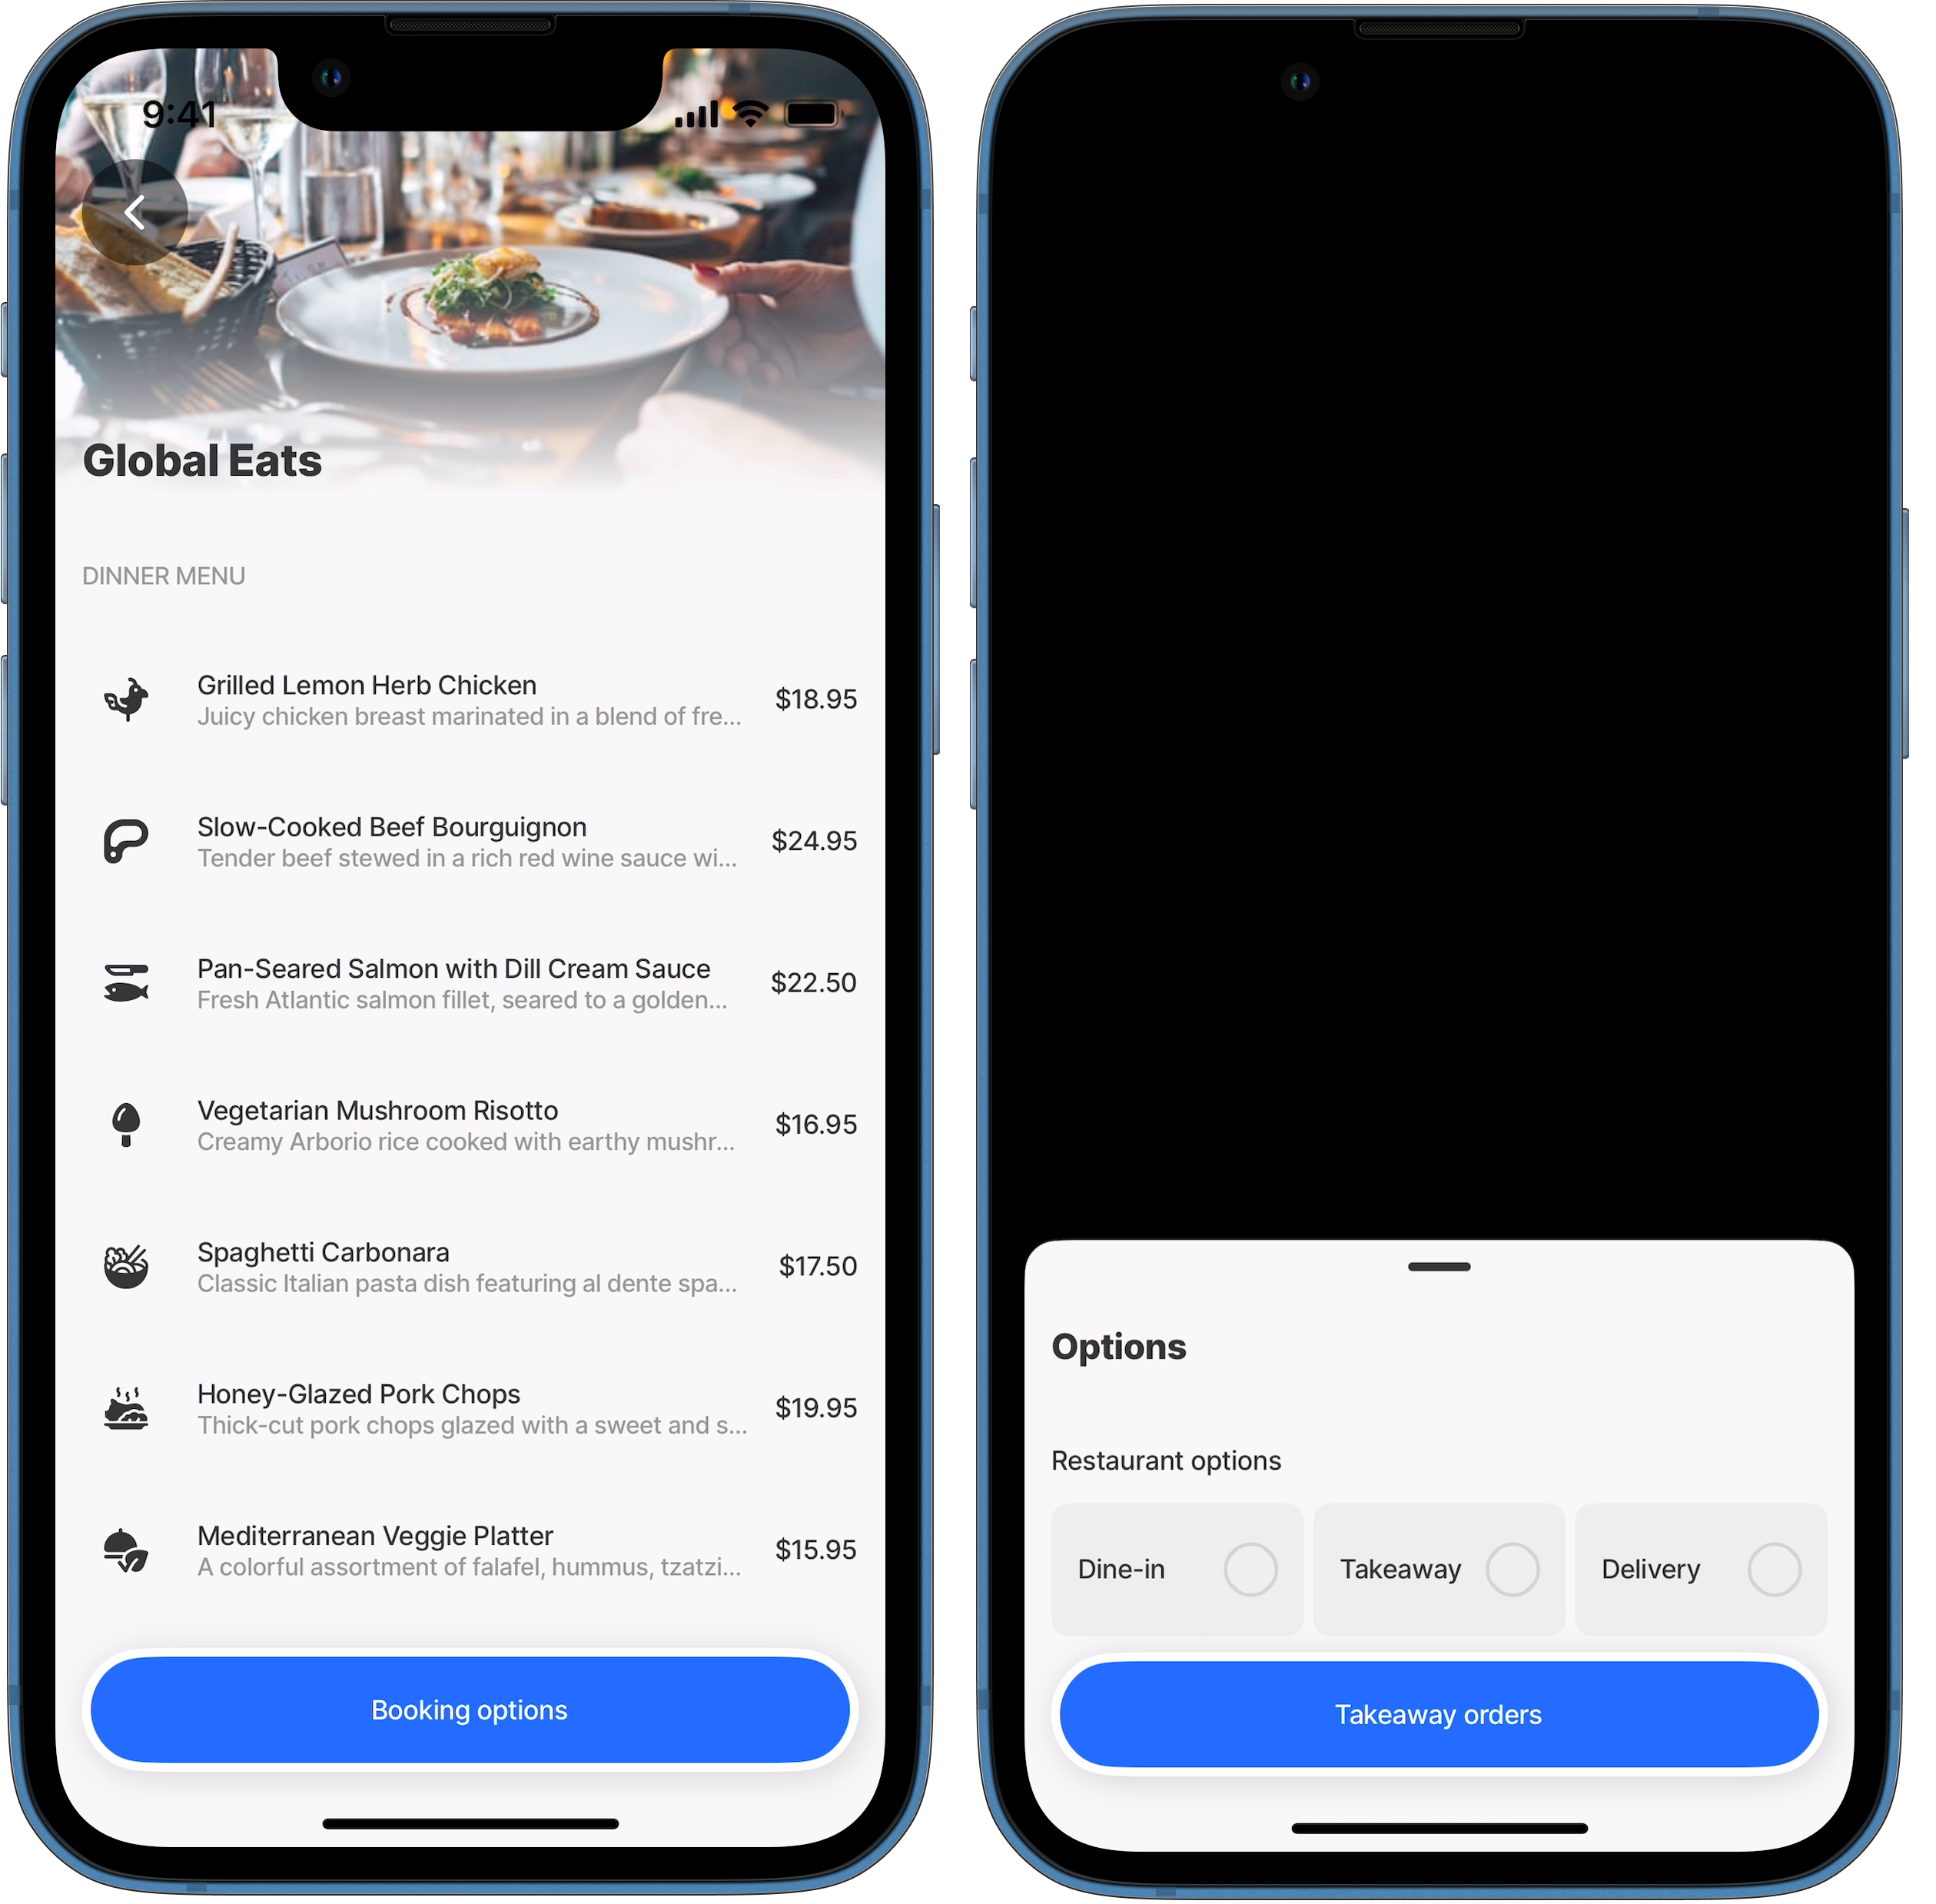 9:41
Global Eats
DINNER MENU
Grilled Lemon Herb Chicken
Juicy chicken breast marinated in a blend of fre...
$18.95
Slow-Cooked Beef Bourguignon
Tender beef stewed in a rich red wine sauce wi...
$24.95
Pan-Seared Salmon with Dill Cream Sauce
Fresh Atlantic salmon fillet, seared to a golden...
$22.50
Vegetarian Mushroom Risotto
Creamy Arborio rice cooked with earthy mushr...
$16.95
Spaghetti Carbonara
Classic Italian pasta dish featuring al dente spa...
$17.50
Honey-Glazed Pork Chops
Thick-cut pork chops glazed with a sweet and s...
$19.95
Mediterranean Veggie Platter
A colorful assortment of falafel, hummus, tzatzi...
$15.95
Booking options
Options
Restaurant options
Dine-in
Takeaway
Delivery
Takeaway orders